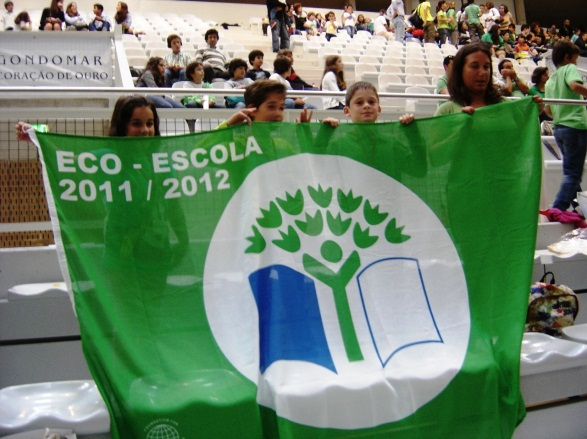 GONDOMAR
CORAÇÃO DE OURO
ECO - ESCOLA
2011 / 2012